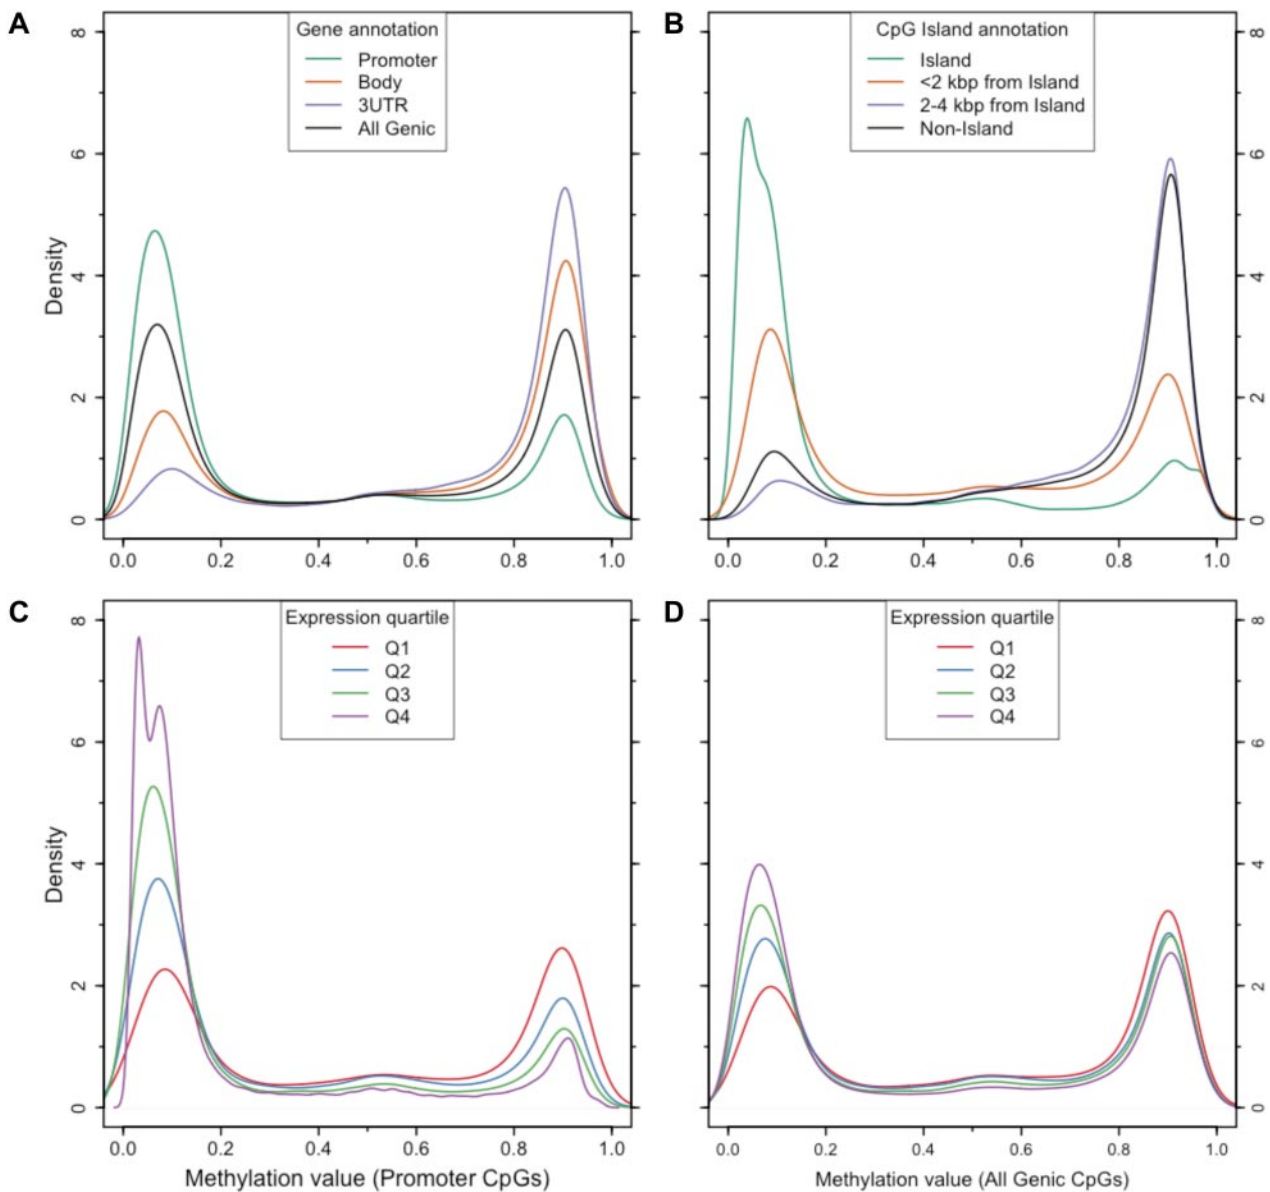 A
Gene annotation
Promoter
Body
3UTR
All Genic
Density
0
2
4
6
8
0.0 0.2 0.4 0.6 0.8 1.0
B
CpG Island annotation
Island
<2 kbp from Island
2-4 kbp from Island
Non-Island
0
2
4
6
8
0.0 0.2 0.4 0.6 0.8 1.0
C
Expression quartile
Q1
Q2
Q3
Q4
Density
0
2
4
6
8
0.0 0.2 0.4 0.6 0.8 1.0
Methylation value (Promoter CpGs)
D
Expression quartile
Q1
Q2
Q3
Q4
0
2
4
6
8
0.0 0.2 0.4 0.6 0.8 1.0
Methylation value (All Genic CpGs)